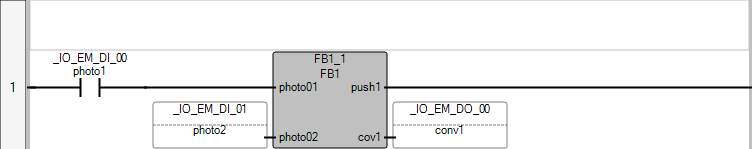 _IO_EM_DI_00
photo1
1
FB1_1
FB1
photo01 push1
_IO_EM_DI_01
photo2
photo02 cov1
_IO_EM_DO_00
conv1